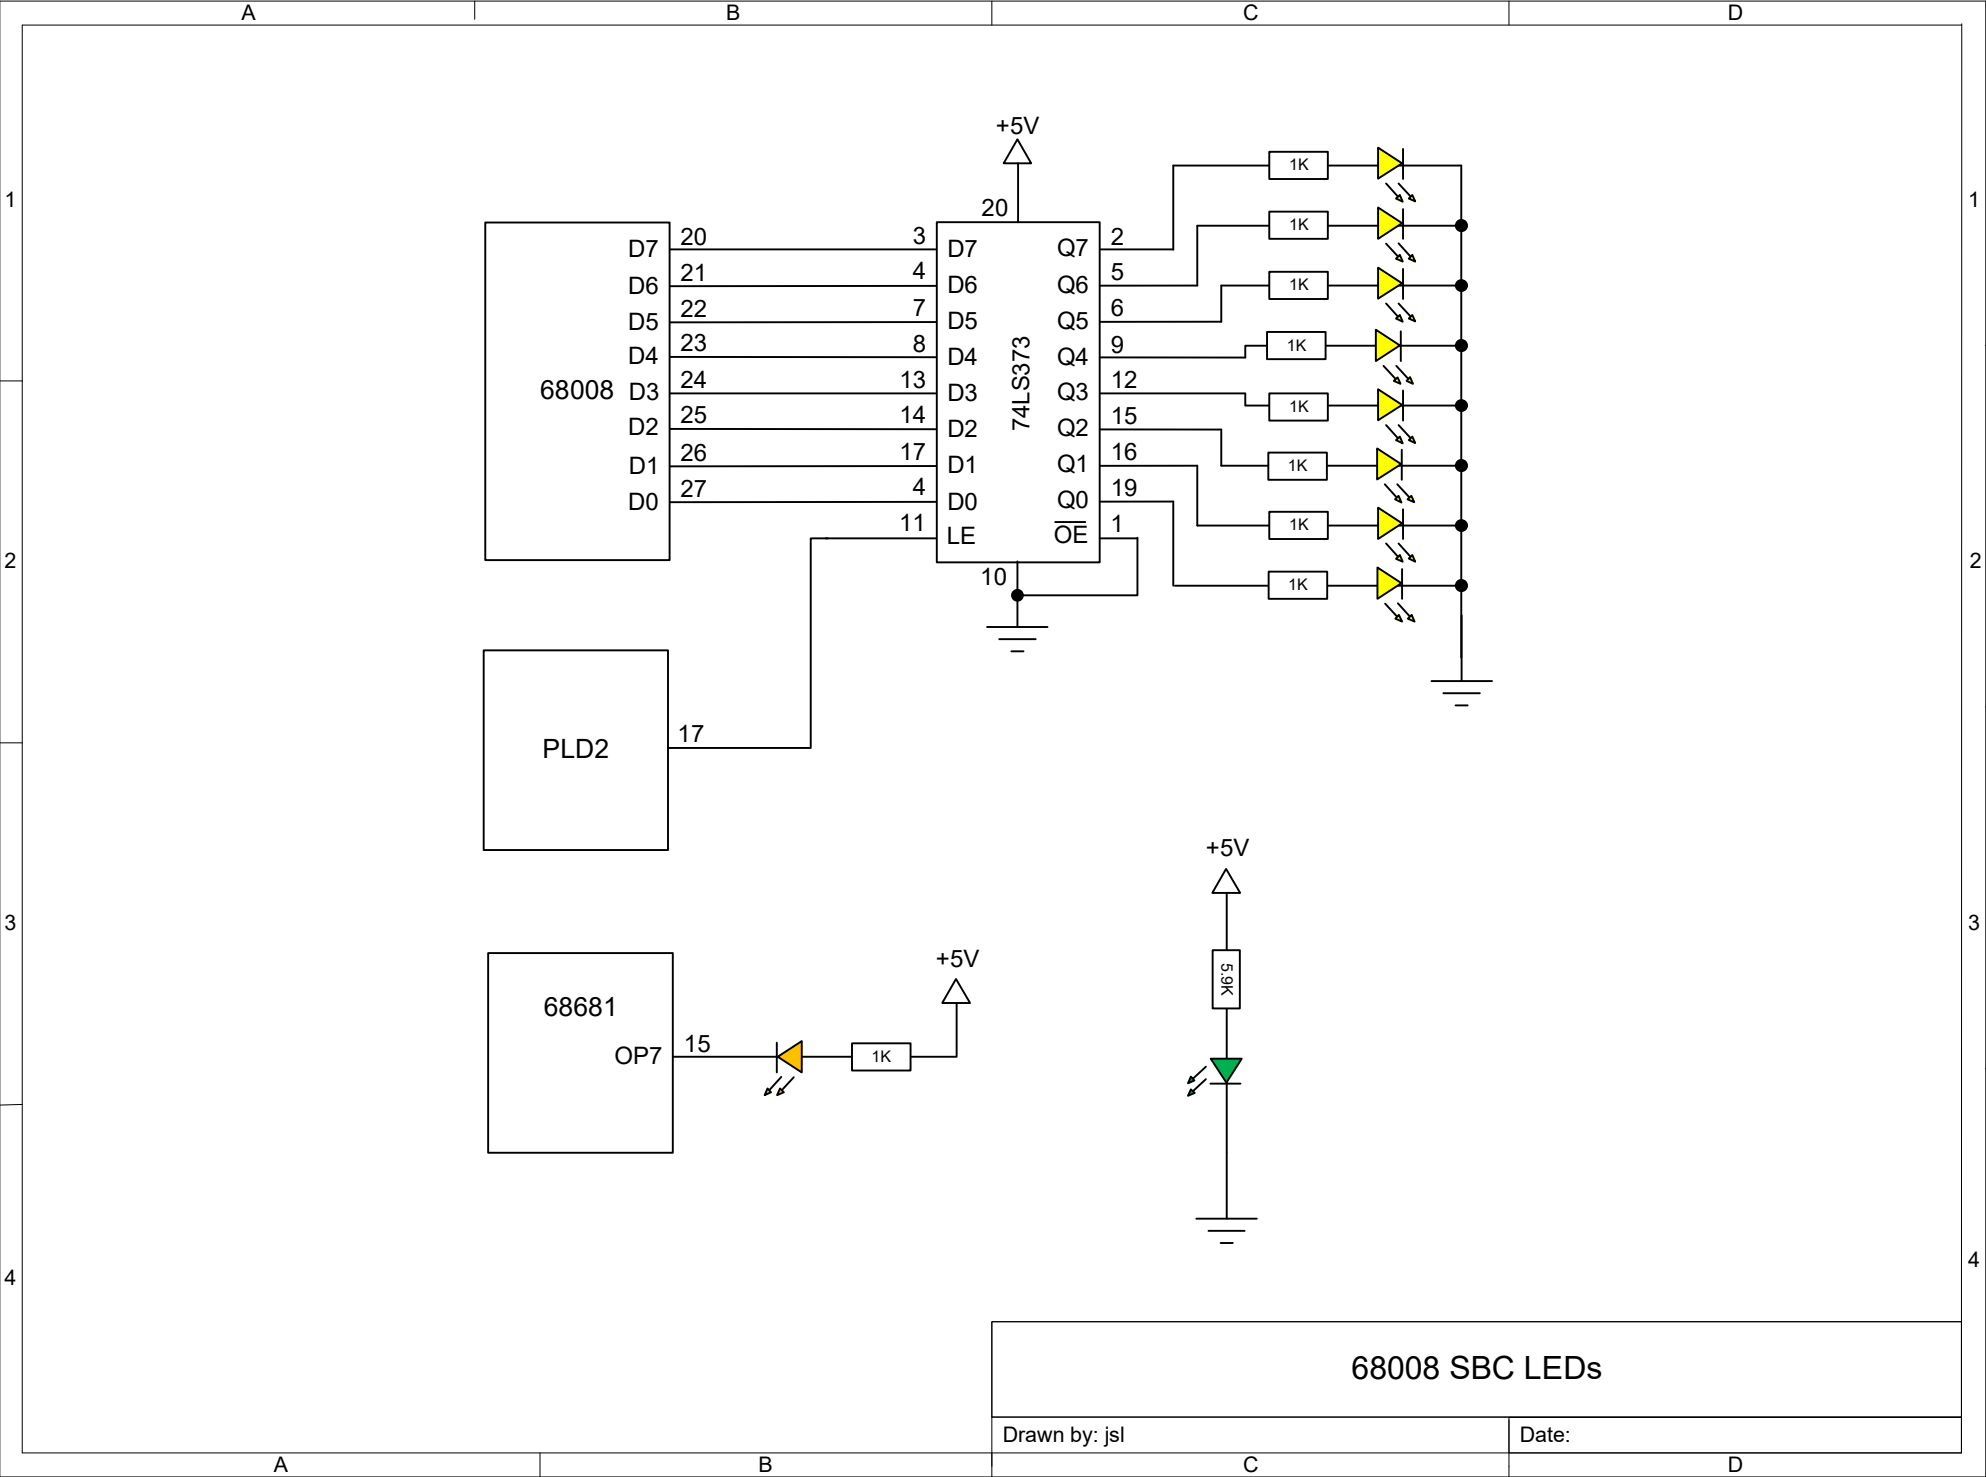 A B C D
1 1
+5V
20
1K
1K
1K
1K
1K
1K
1K
1K
68008
D7 20 3 D7 Q7 2
D6 21 4 D6 Q6 5
D5 22 7 D5 Q5 6
D4 23 8 D4 Q4 9
D3 24 13 D3 Q3 12
D2 25 14 D2 Q2 15
D1 26 17 D1 Q1 16
D0 27 4 D0 Q0 19
11 LE OE 1
74LS373
10
2 2
PLD2
17
+5V
5.9K
3 3
68681
OP7 15
1K
+5V
4 4
68008 SBC LEDs
Drawn by: jsl Date:
A B C D